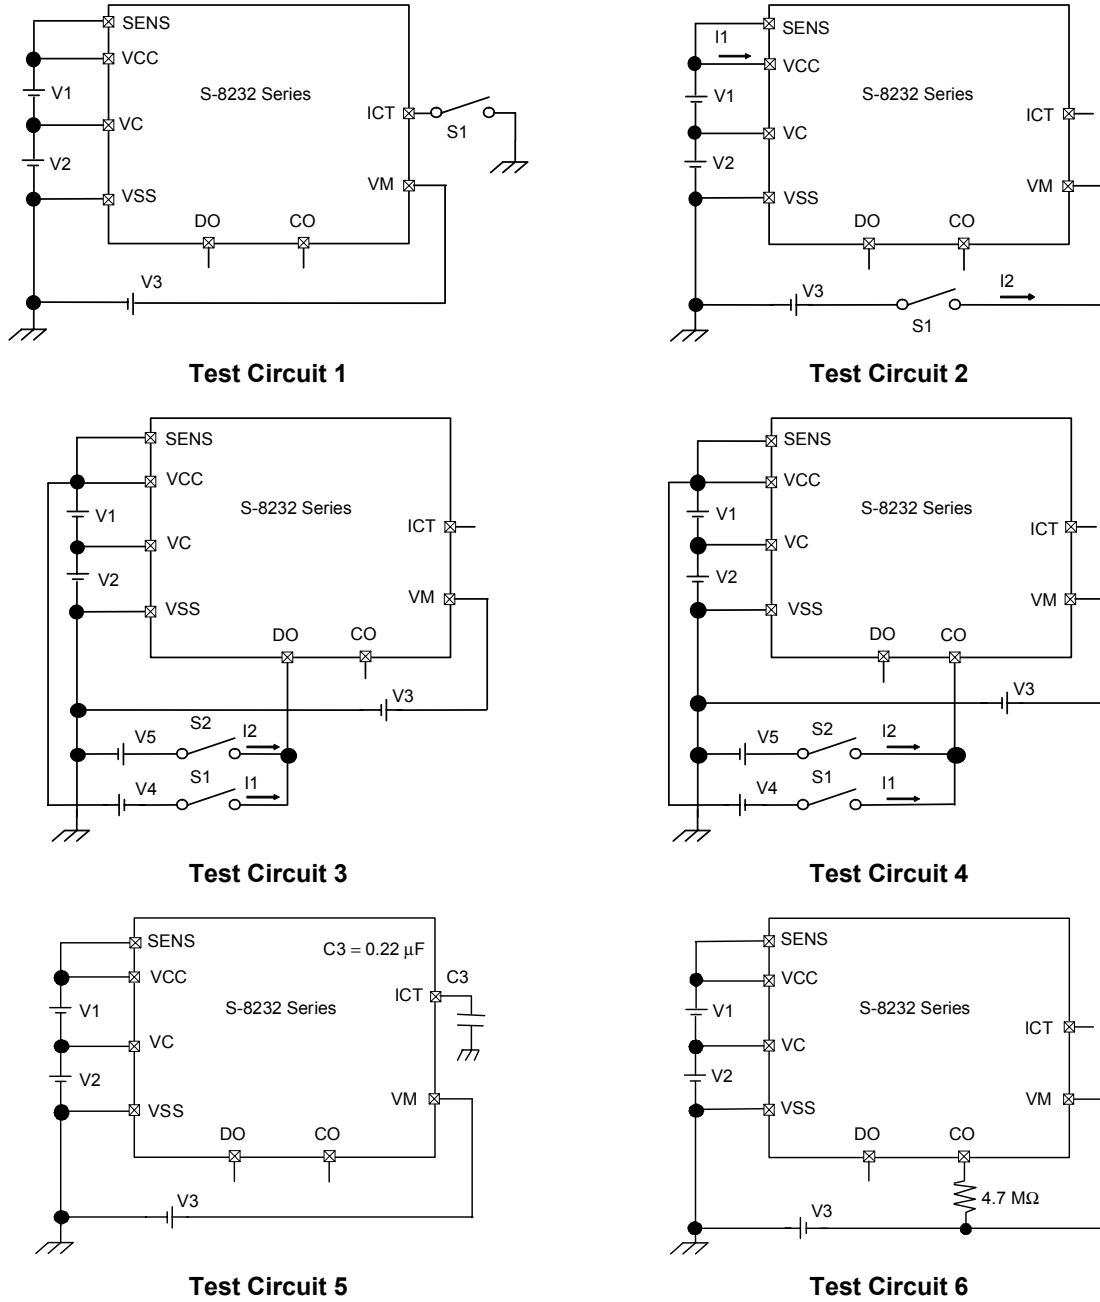 SENS
VCC
V1
S-8232 Series
VC
ICT
S1
V2
VM
VSS
DO
CO
V3
Test Circuit 1
SENS
I1
VCC
V1
S-8232 Series
ICT
VC
V2
VM
VSS
DO
CO
V3
I2
S1
Test Circuit 2
SENS
VCC
V1
S-8232 Series
ICT
VC
V2
VM
VSS
DO
CO
V3
S2
I2
V5
S1
I1
V4
Test Circuit 3
SENS
VCC
V1
S-8232 Series
ICT
VC
V2
VM
VSS
DO
CO
V3
S2
I2
V5
S1
I1
V4
Test Circuit 4
SENS
C3 = 0.22 μF
VCC
C3
ICT
V1
S-8232 Series
VC
V2
VM
VSS
DO
CO
V3
Test Circuit 5
SENS
VCC
V1
S-8232 Series
ICT
VC
V2
VM
VSS
DO
CO
4.7 MΩ
V3
Test Circuit 6